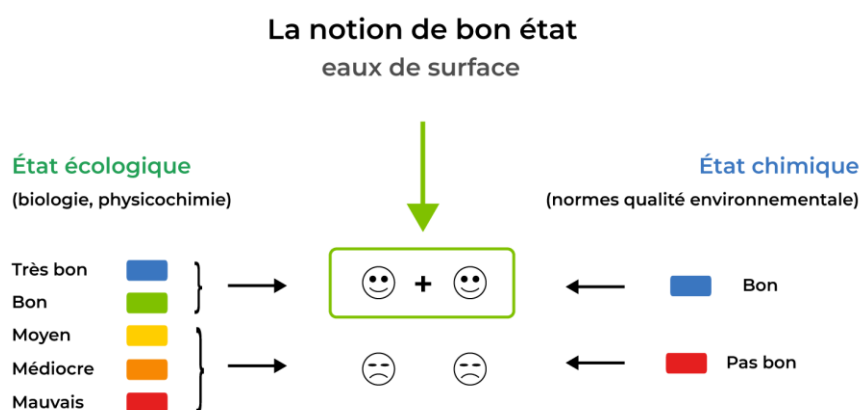 La notion de bon état
eaux de surface
État écologique
(biologie, physicochimie)
État chimique
(normes qualité environnementale)
Très bon
Bon
Moyen
Médiocre
Mauvais
+
Bon
Pas bon